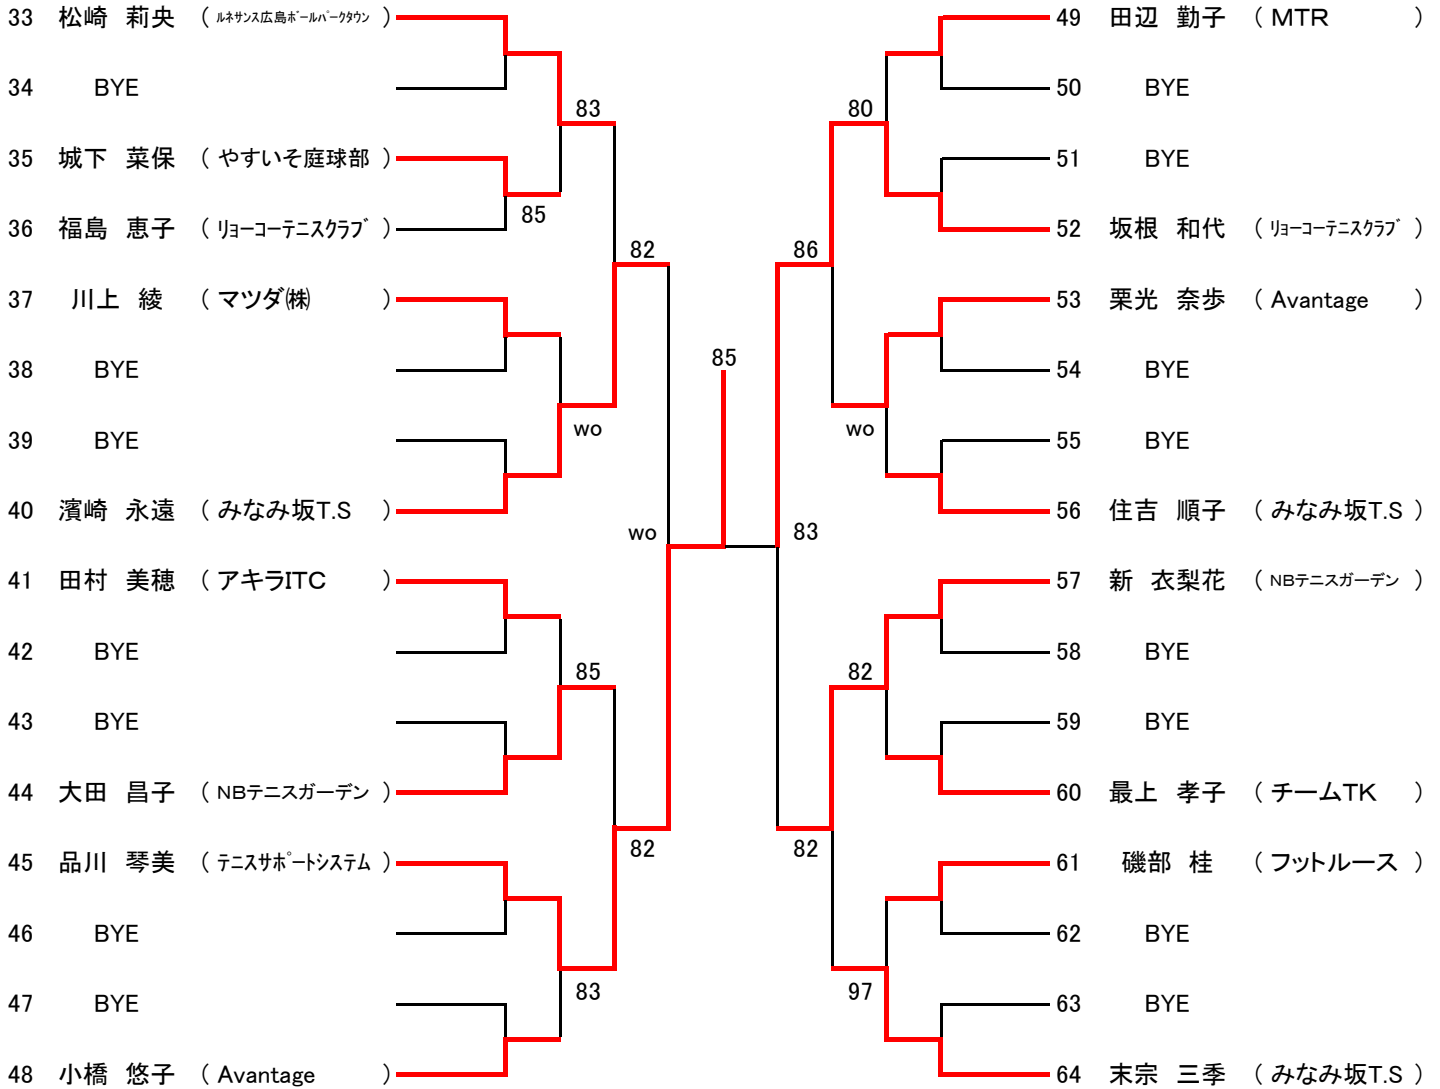 33 松崎 莉央 ( ルネサンス広島ボールパークタウン )
34 BYE
83
35 城下 菜保 ( やすいそ庭球部 )
85
36 福島 恵子 ( リョーコーテニスクラブ )
82
37 川上 綾 ( マツダ㈱ )
38 BYE
wo
39 BYE
40 濱崎 永遠 ( みなみ坂T.S )
wo
41 田村 美穂 ( アキラITC )
42 BYE
85
43 BYE
44 大田 昌子 ( NBテニスガーデン )
82
45 品川 琴美 ( テニスサポートシステム )
46 BYE
83
47 BYE
48 小橋 悠子 ( Avantage )
85
49 田辺 勤子 ( MTR )
50 BYE
80
51 BYE
52 坂根 和代 ( リョーコーテニスクラブ )
86
53 栗光 奈歩 ( Avantage )
54 BYE
wo
55 BYE
56 住吉 順子 ( みなみ坂T.S )
83
57 新 衣梨花 ( NBテニスガーデン )
58 BYE
82
59 BYE
60 最上 孝子 ( チームTK )
82
61 磯部 桂 ( フットルース )
62 BYE
97
63 BYE
64 末宗 三季 ( みなみ坂T.S )